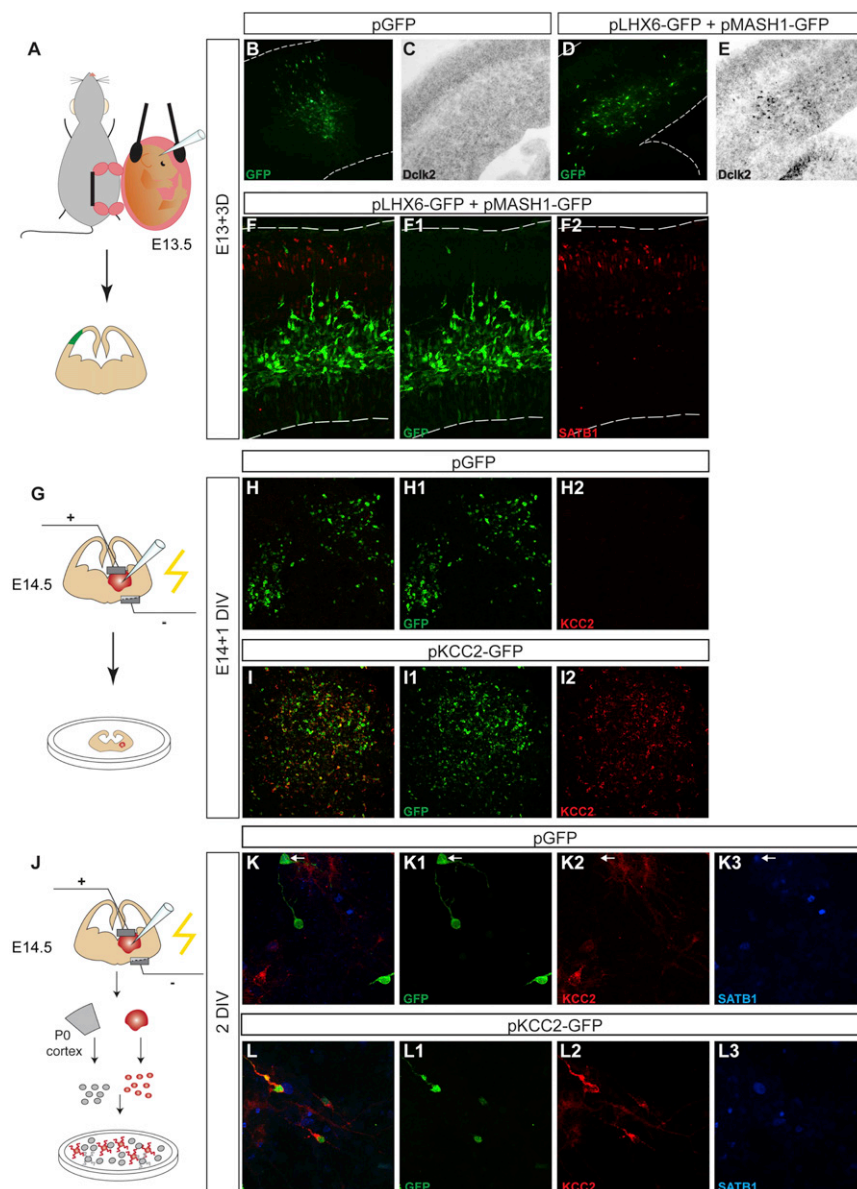 pGFP
pLHX6-GFP + pMASH1-GFP
A
B
GFP
C
Dclk2
D
GFP
E
Dclk2
E13.5
E13+3D
pLHX6-GFP + pMASH1-GFP
F
F1
GFP
F2
SATB1
G
+
E14.5
-
E14+1 DIV
pGFP
H
H1
GFP
H2
KCC2
pKCC2-GFP
I
I1
GFP
I2
KCC2
J
+
E14.5
-
P0
cortex
2 DIV
pGFP
K
K1
GFP
K2
KCC2
K3
SATB1
pKCC2-GFP
L
L1
GFP
L2
KCC2
L3
SATB1